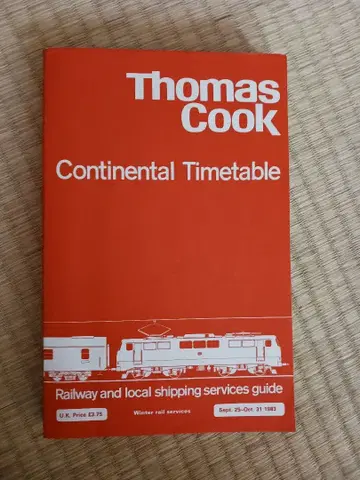 Thomas
Cook
Continental Timetable
Railway and local shipping services guide
U.K. Price £3.75
Winter rail services
Sept. 25-Oct. 31 1983